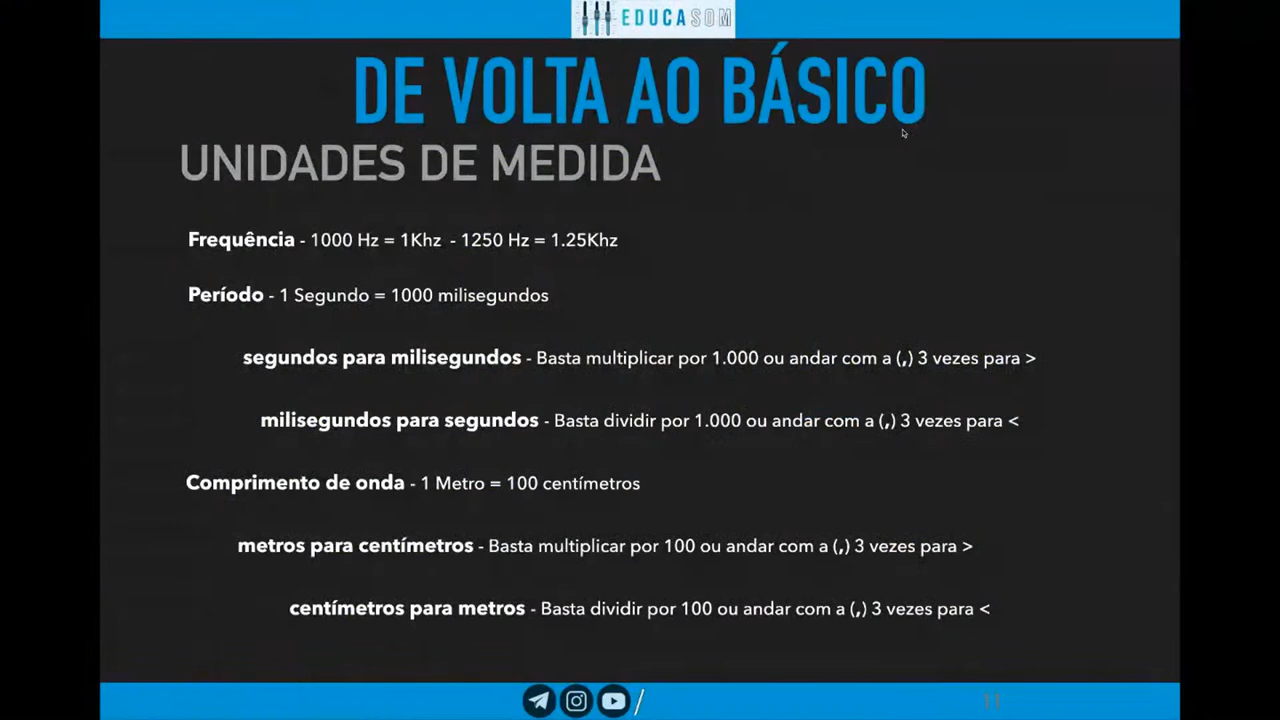 EDUCASOM
DE VOLTA AO BÁSICO
UNIDADES DE MEDIDA
Frequência - 1000 Hz = 1Khz - 1250 Hz = 1.25Khz
Período - 1 Segundo = 1000 milisegundos
segundos para milisegundos - Basta multiplicar por 1.000 ou andar com a (,) 3 vezes para >
milisegundos para segundos - Basta dividir por 1.000 ou andar com a (,) 3 vezes para <
Comprimento de onda - 1 Metro = 100 centímetros
metros para centímetros - Basta multiplicar por 100 ou andar com a (,) 3 vezes para >
centímetros para metros - Basta dividir por 100 ou andar com a (,) 3 vezes para <
/